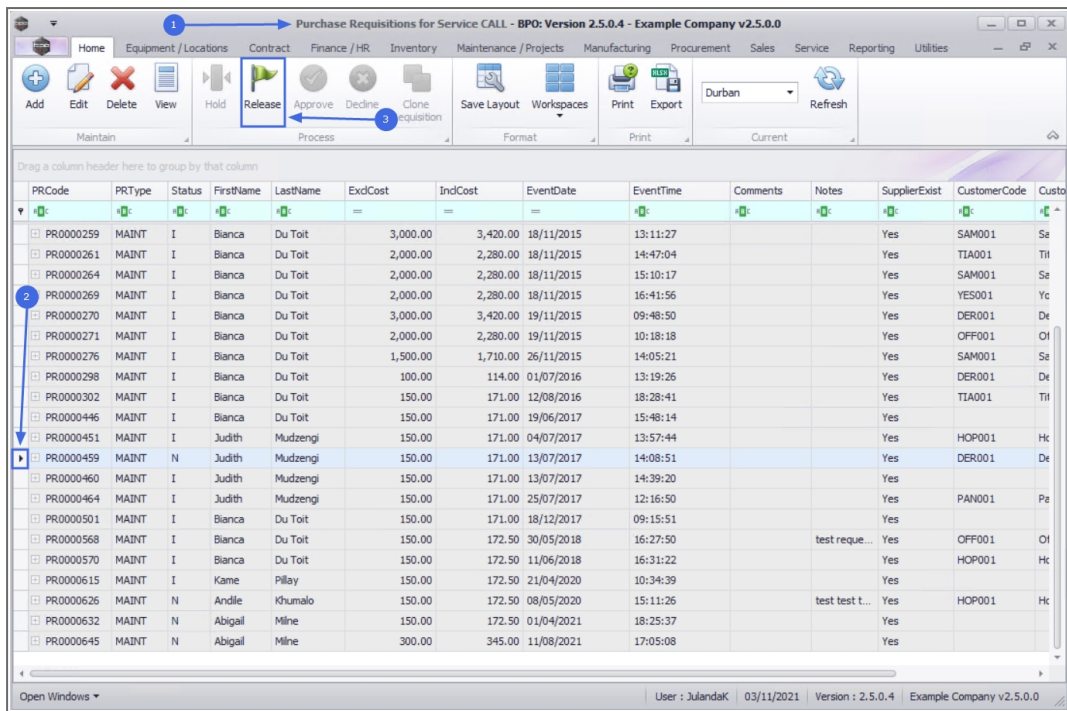 1
Purchase Requisitions for Service CALL - BPO: Version 2.5.0.4 - Example Company v2.5.0.0
Home Equipment / Locations Contract Finance / HR Inventory Maintenance / Projects Manufacturing Procurement Sales Service Reporting Utilities
Add Edit Delete View Hold Release Approve Decline Clone Requisition Save Layout Workspaces Print Export Durban Refresh
3
Maintain Process Format Print Current
Drag a column header here to group by that column
PRCode PRType Status FirstName LastName ExclCost InclCost EventDate EventTime Comments Notes SupplierExist CustomerCode Custo
= = =
PR0000259 MAINT I Bianca Du Toit 3,000.00 3,420.00 18/11/2015 13:11:27 Yes SAM001 Sa
PR0000261 MAINT I Bianca Du Toit 2,000.00 2,280.00 18/11/2015 14:47:04 Yes TIA001 Tit
PR0000264 MAINT I Bianca Du Toit 2,000.00 2,280.00 18/11/2015 15:10:17 Yes SAM001 Sa
2
PR0000269 MAINT I Bianca Du Toit 2,000.00 2,280.00 18/11/2015 16:41:56 Yes YES001 Yo
PR0000270 MAINT I Bianca Du Toit 3,000.00 3,420.00 19/11/2015 09:48:50 Yes DER001 De
PR0000271 MAINT I Bianca Du Toit 2,000.00 2,280.00 19/11/2015 10:18:18 Yes OFF001 Of
PR0000276 MAINT I Bianca Du Toit 1,500.00 1,710.00 26/11/2015 14:05:21 Yes SAM001 Sa
PR0000298 MAINT I Bianca Du Toit 100.00 114.00 01/07/2016 13:19:26 Yes DER001 De
PR0000302 MAINT I Bianca Du Toit 150.00 171.00 12/08/2016 18:28:41 Yes TIA001 Tit
PR0000446 MAINT I Bianca Du Toit 150.00 171.00 19/06/2017 15:48:14 Yes
PR0000451 MAINT I Judith Mudzengi 150.00 171.00 04/07/2017 13:57:44 Yes HOP001 Ho
PR0000459 MAINT N Judith Mudzengi 150.00 171.00 13/07/2017 14:08:51 Yes DER001 De
PR0000460 MAINT I Judith Mudzengi 150.00 171.00 13/07/2017 14:39:20 Yes
PR0000464 MAINT I Judith Mudzengi 150.00 171.00 25/07/2017 12:16:50 Yes PAN001 Pa
PR0000501 MAINT I Bianca Du Toit 150.00 171.00 18/12/2017 09:15:51 Yes
PR0000568 MAINT I Bianca Du Toit 150.00 172.50 30/05/2018 16:27:50 test reque... Yes OFF001 Of
PR0000570 MAINT I Bianca Du Toit 150.00 172.50 11/06/2018 16:31:22 Yes HOP001 Ho
PR0000615 MAINT I Kame Pillay 150.00 172.50 21/04/2020 10:34:39 Yes
PR0000626 MAINT N Andile Khumalo 150.00 172.50 08/05/2020 15:11:26 test test t... Yes HOP001 Ho
PR0000632 MAINT N Abigail Milne 150.00 172.50 01/04/2021 18:25:37 Yes
PR0000645 MAINT N Abigail Milne 300.00 345.00 11/08/2021 17:05:08 Yes
Open Windows User : JulandaK 03/11/2021 Version : 2.5.0.4 Example Company v2.5.0.0